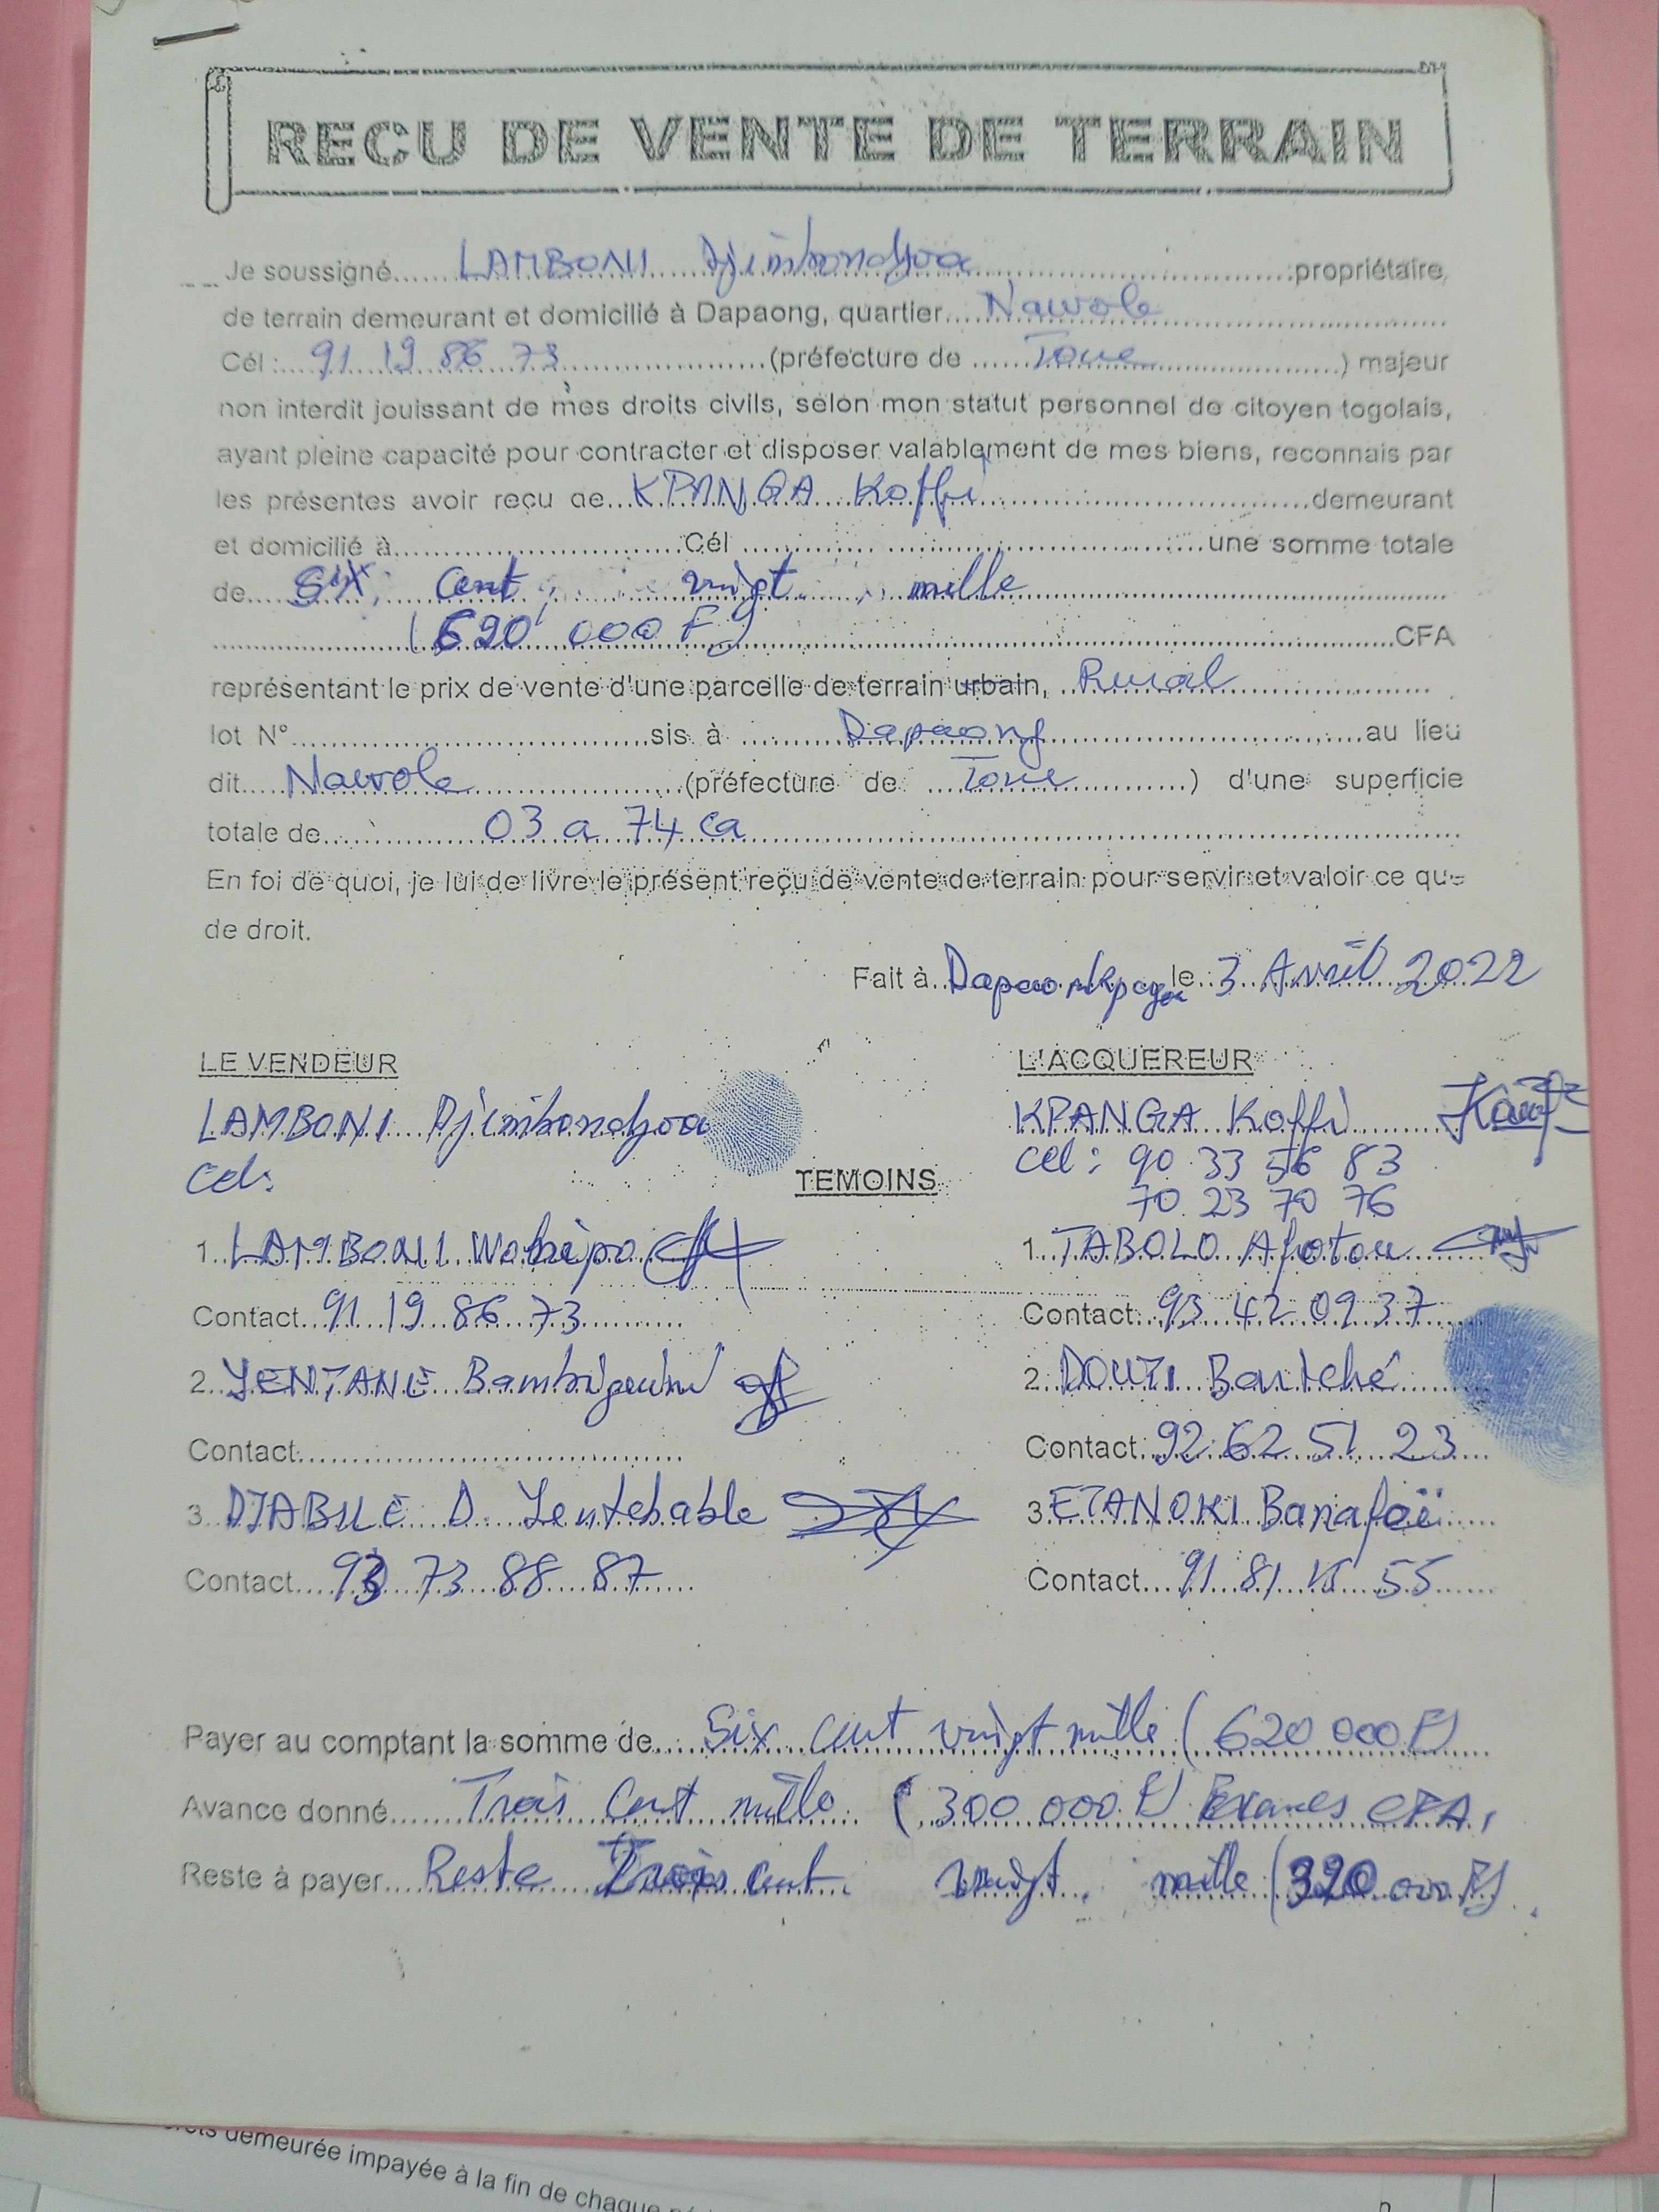 REÇU DE VENTE DE TERRAIN
Je soussigné......LAMBONI Djimbondjoa......propriétaire,
de terrain demeurant et domicilié à Dapaong, quartier....Nawole......
Cél :....91 19 86 73......(préfecture de ......Tone......) majeur
non interdit jouissant de mes droits civils, selon mon statut personnel de citoyen togolais,
ayant pleine capacité pour contracter et disposer valablement de mes biens, reconnais par
les présentes avoir reçu de...KPANGA Koffi......demeurant
et domicilié à......Cél ......une somme totale
de.....Six cent vingt mille......
......(620 000 F)......CFA
représentant le prix de vente d'une parcelle de terrain urbain, ..Rural......
lot N°......sis à ......Dapaong......au lieu
dit.....Nawole......(préfecture de ....Tone......) d'une superficie
totale de......03 a 74 ca......
En foi de quoi, je lui de livre le présent reçu de vente de terrain pour servir et valoir ce que
de droit.
Fait à..Dapaonkpergou le..3 Avril 2022
LE VENDEUR
L'ACQUEREUR
LAMBONI Djimbondjoa
KPANGA Koffi
Cel:
Cel : 90 33 56 83
70 23 70 76
TEMOINS
1..LAMBONI Wobipo
1..TABOLO Afotou
Contact...91 19 86 73......
Contact...93 42 09 37
2..YENTANE
2..DOUTI Bantché
Contact......
Contact..92 62 51 23...
3..DJABILE D. Yentchable
3.ETANOKI Banafeï
Contact....93 73 88 87......
Contact....91 81 16 55......
Payer au comptant la somme de.....Six cent vingt mille (620 000 F)
Avance donné......Trois Cent mille (300 000 F) Francs CFA,
Reste à payer....Reste Trois cent vingt mille (320 000 F).
demeurée impayée à la fin de chaque